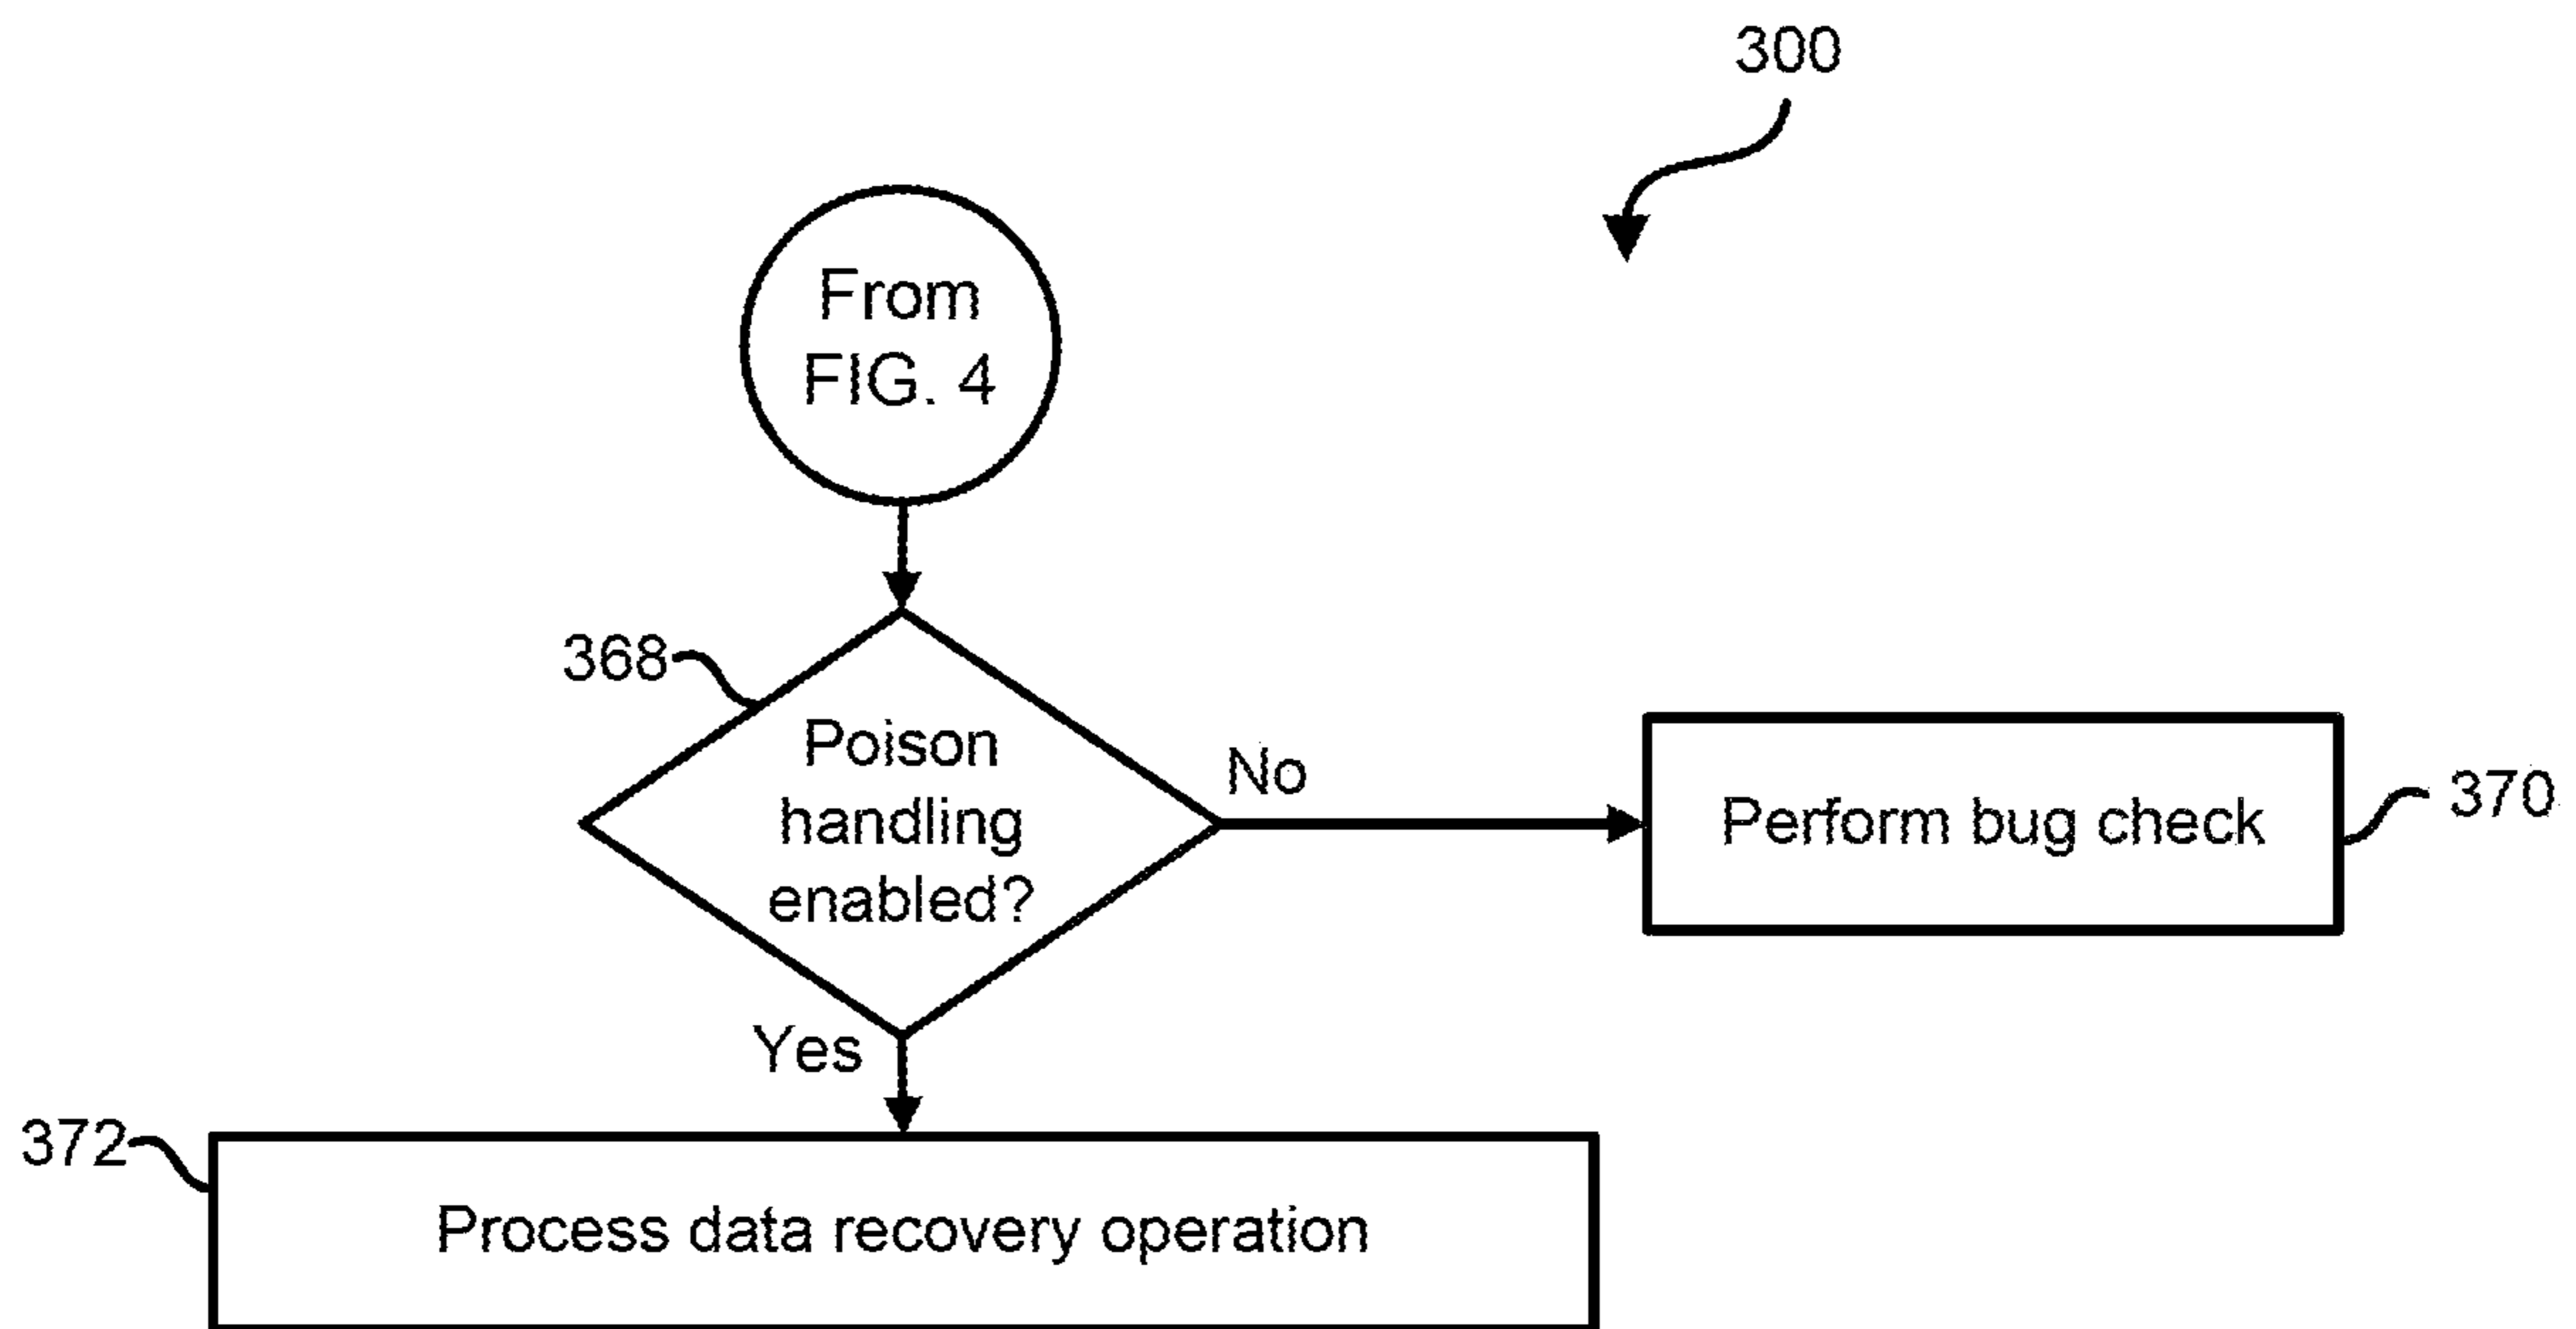 300
From
FIG. 4
368
Poison
handling
enabled?
No
Perform bug check
370
Yes
372
Process data recovery operation